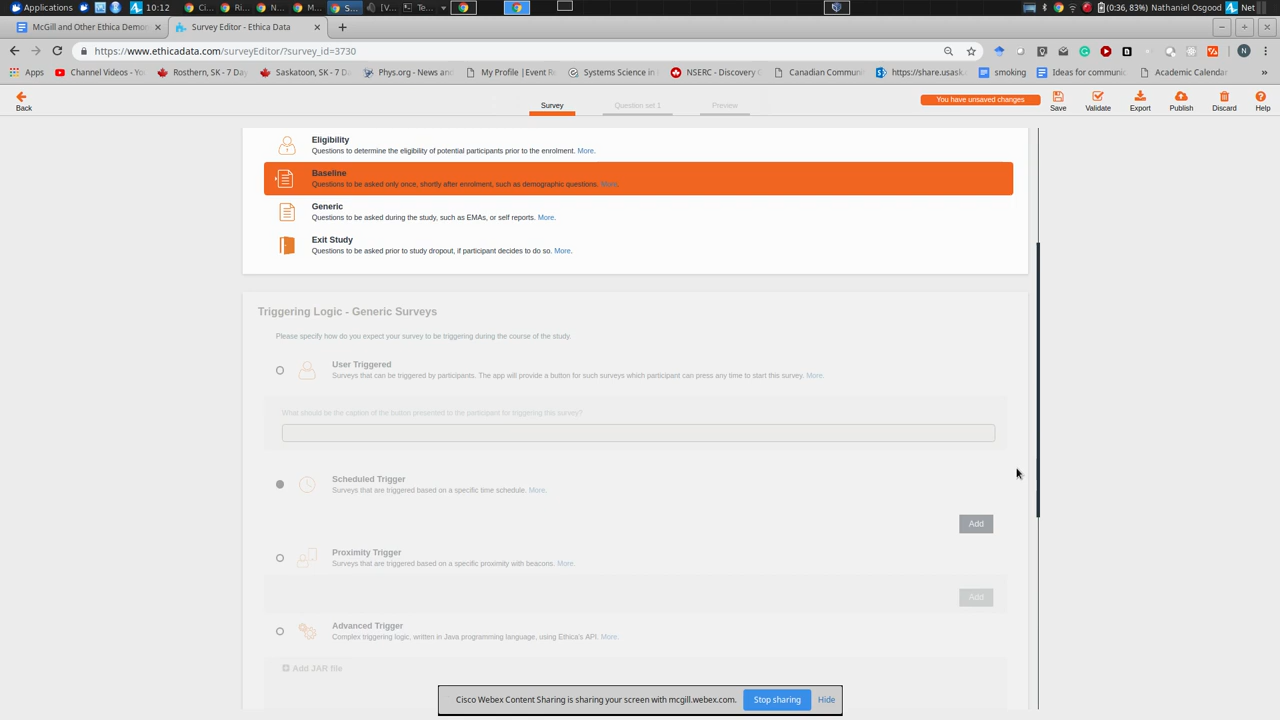 Applications
10:12
Ci...
Ri...
N...
M...
S...
[V...
Te...
(0:36, 83%) Nathaniel Osgood
Net
McGill and Other Ethica Demon
Survey Editor - Ethica Data
https://www.ethicadata.com/surveyEditor/?survey_id=3730
Apps
Channel Videos - Yo
Rosthern, SK - 7 Day
Saskatoon, SK - 7 D
Phys.org - News and
My Profile | Event R
Systems Science in
NSERC - Discovery
Canadian Commun
https://share.usask.
smoking
Ideas for communic
Academic Calendar
»
Back
Survey
Question set 1
Preview
You have unsaved changes
Save
Validate
Export
Publish
Discard
Help
Eligibility
Questions to determine the eligibility of potential participants prior to the enrolment. More.
Baseline
Questions to be asked only once, shortly after enrolment, such as demographic questions. More.
Generic
Questions to be asked during the study, such as EMAs, or self reports. More.
Exit Study
Questions to be asked prior to study dropout, if participant decides to do so. More.
Triggering Logic - Generic Surveys
Please specify how do you expect your survey to be triggering during the course of the study.
User Triggered
Surveys that can be triggered by participants. The app will provide a button for such surveys which participant can press any time to start this survey. More.
What should be the caption of the button presented to the participant for triggering this survey?
Scheduled Trigger
Surveys that are triggered based on a specific time schedule. More.
Add
Proximity Trigger
Surveys that are triggered based on a specific proximity with beacons. More.
Add
Advanced Trigger
Complex triggering logic, written in Java programming language, using Ethica's API. More.
Add JAR file
Cisco Webex Content Sharing is sharing your screen with mcgill.webex.com.
Stop sharing
Hide